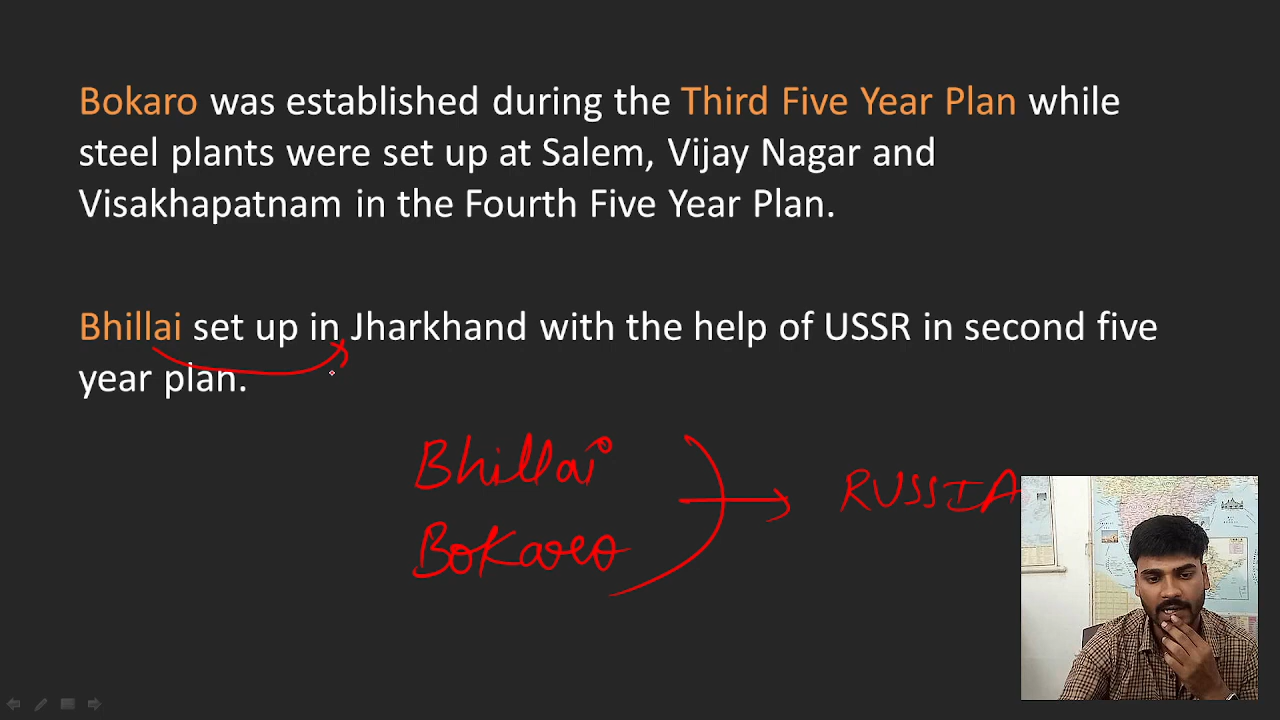 Bokaro was established during the Third Five Year Plan while
steel plants were set up at Salem, Vijay Nagar and
Visakhapatnam in the Fourth Five Year Plan.
Bhillai set up in Jharkhand with the help of USSR in second five
year plan.
Bhillai
Bokaro
RUSSIA